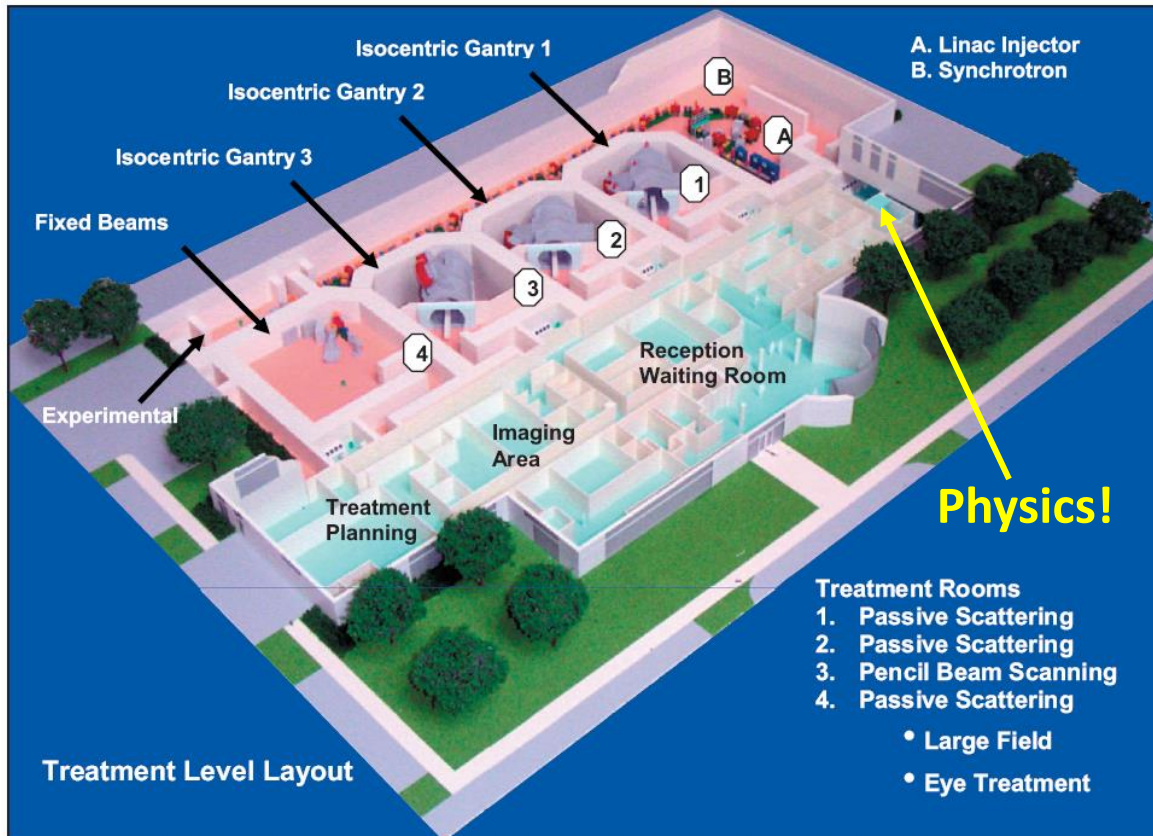 Isocentric Gantry 1
Isocentric Gantry 2
Isocentric Gantry 3
Fixed Beams
Experimental
A. Linac Injector
B. Synchrotron
B
A
1
2
3
4
Reception
Waiting Room
Imaging
Area
Treatment
Planning
Physics!
Treatment Rooms
1. Passive Scattering
2. Passive Scattering
3. Pencil Beam Scanning
4. Passive Scattering
• Large Field
• Eye Treatment
Treatment Level Layout